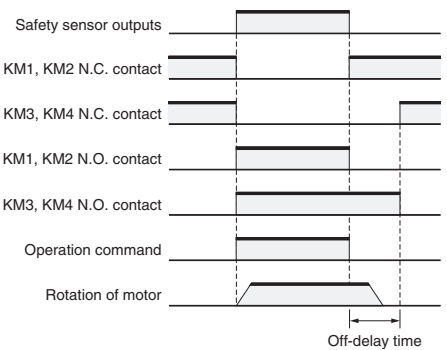 Safety sensor outputs
KM1, KM2 N.C. contact
KM3, KM4 N.C. contact
KM1, KM2 N.O. contact
KM3, KM4 N.O. contact
Operation command
Rotation of motor
Off-delay time